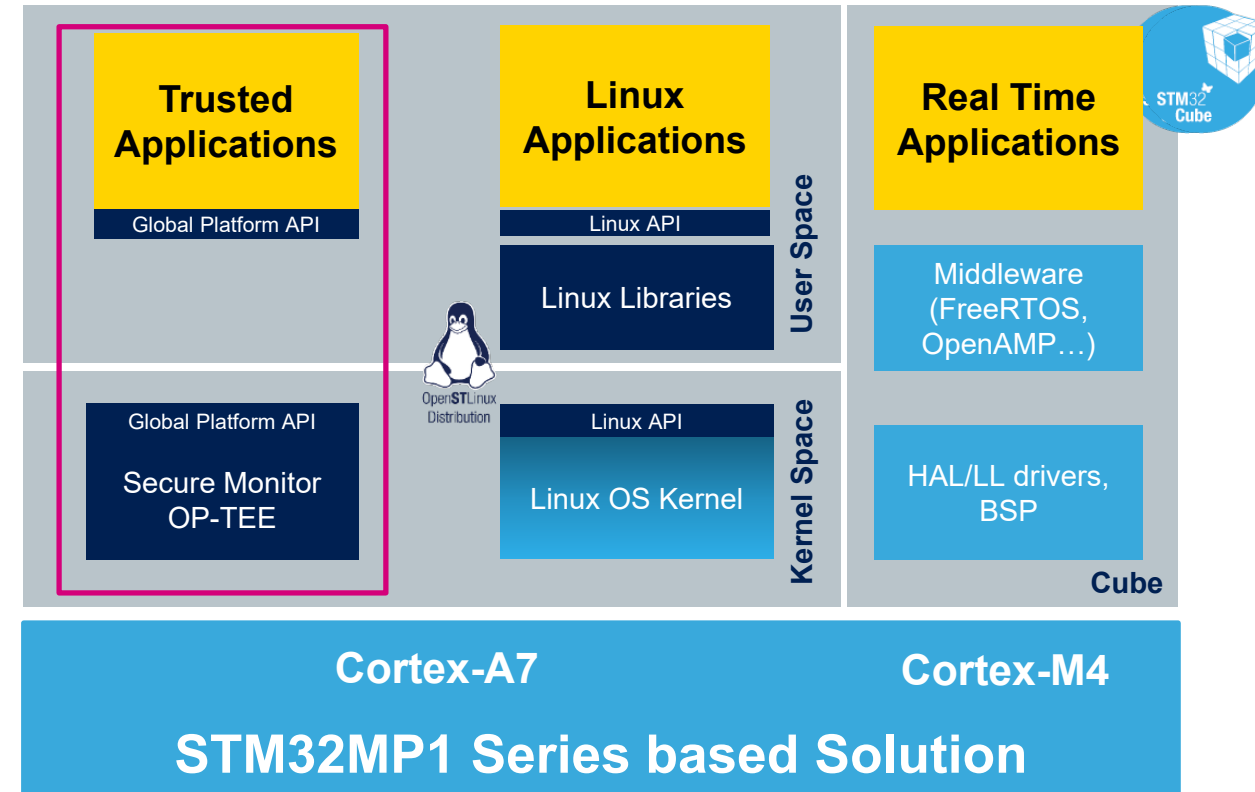 Trusted
Applications
Global Platform API
Global Platform API
Secure Monitor
OP-TEE
OpenSTLinux
Distribution
Linux
Applications
Linux API
Linux Libraries
User Space
Linux API
Linux OS Kernel
Kernel Space
Real Time
Applications
STM32
Cube
Middleware
(FreeRTOS,
OpenAMP…)
HAL/LL drivers,
BSP
Cube
Cortex-A7
Cortex-M4
STM32MP1 Series based Solution